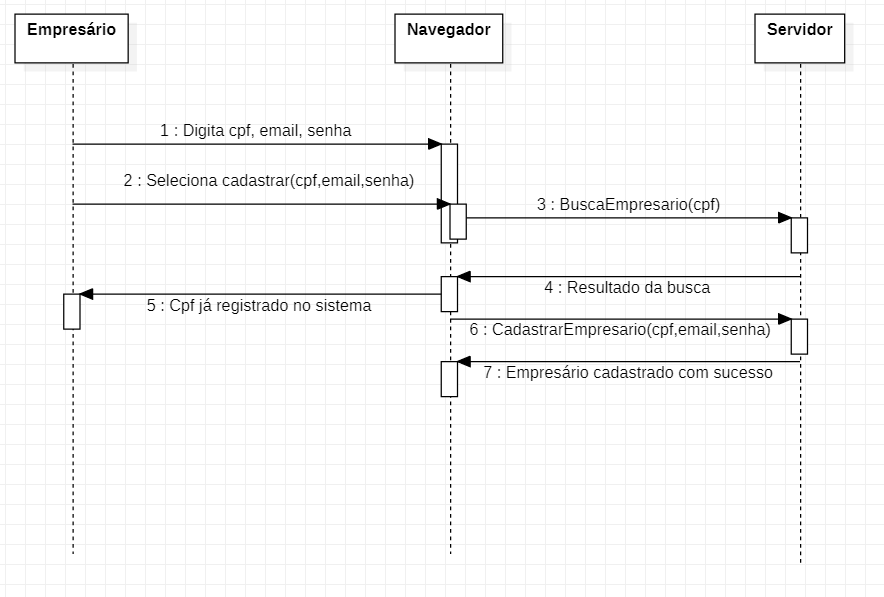 Empresário
Navegador
Servidor
1 : Digita cpf, email, senha
2 : Seleciona cadastrar(cpf,email,senha)
3 : BuscaEmpresario(cpf)
4 : Resultado da busca
5 : Cpf já registrado no sistema
6 : CadastrarEmpresario(cpf,email,senha)
7 : Empresário cadastrado com sucesso